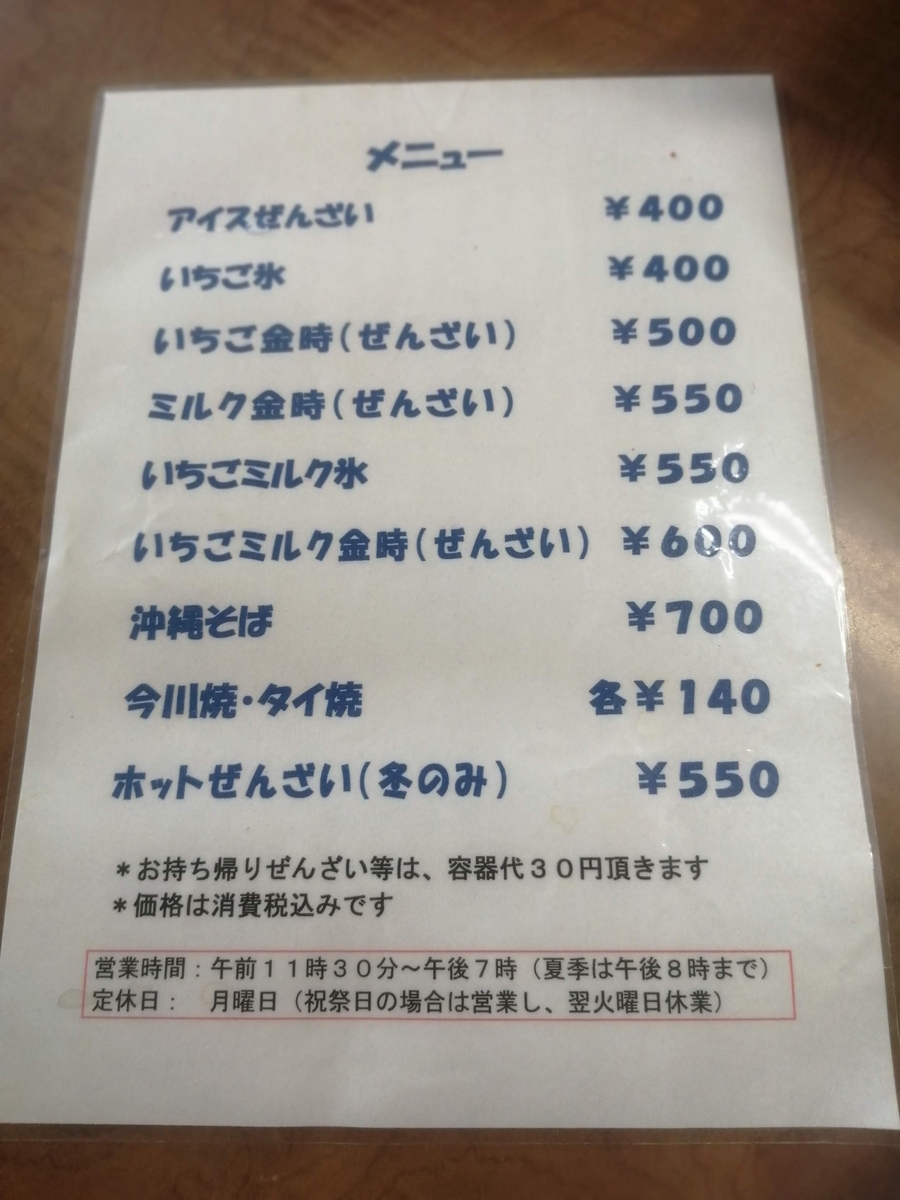 メニュー
アイスぜんざい ¥400
いちご氷 ¥400
いちご金時(ぜんざい) ¥500
ミルク金時(ぜんざい) ¥550
いちごミルク氷 ¥550
いちごミルク金時(ぜんざい) ¥600
沖縄そば ¥700
今川焼・タイ焼 各¥140
ホットぜんざい(冬のみ) ¥550
＊お持ち帰りぜんざい等は、容器代３０円頂きます
＊価格は消費税込みです
営業時間：午前１１時３０分～午後７時（夏季は午後８時まで）
定休日：　月曜日（祝祭日の場合は営業し、翌火曜日休業）